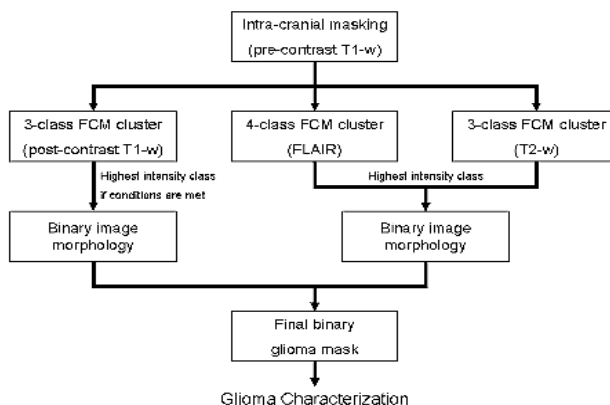 Intra-cranial masking
(pre-contrast T1-w)
3-class FCM cluster
(post-contrast T1-w)
4-class FCM cluster
(FLAIR)
3-class FCM cluster
(T2-w)
Highest intensity class
if conditions are met
Highest intensity class
Binary image
morphology
Binary image
morphology
Final binary
glioma mask
Glioma Characterization